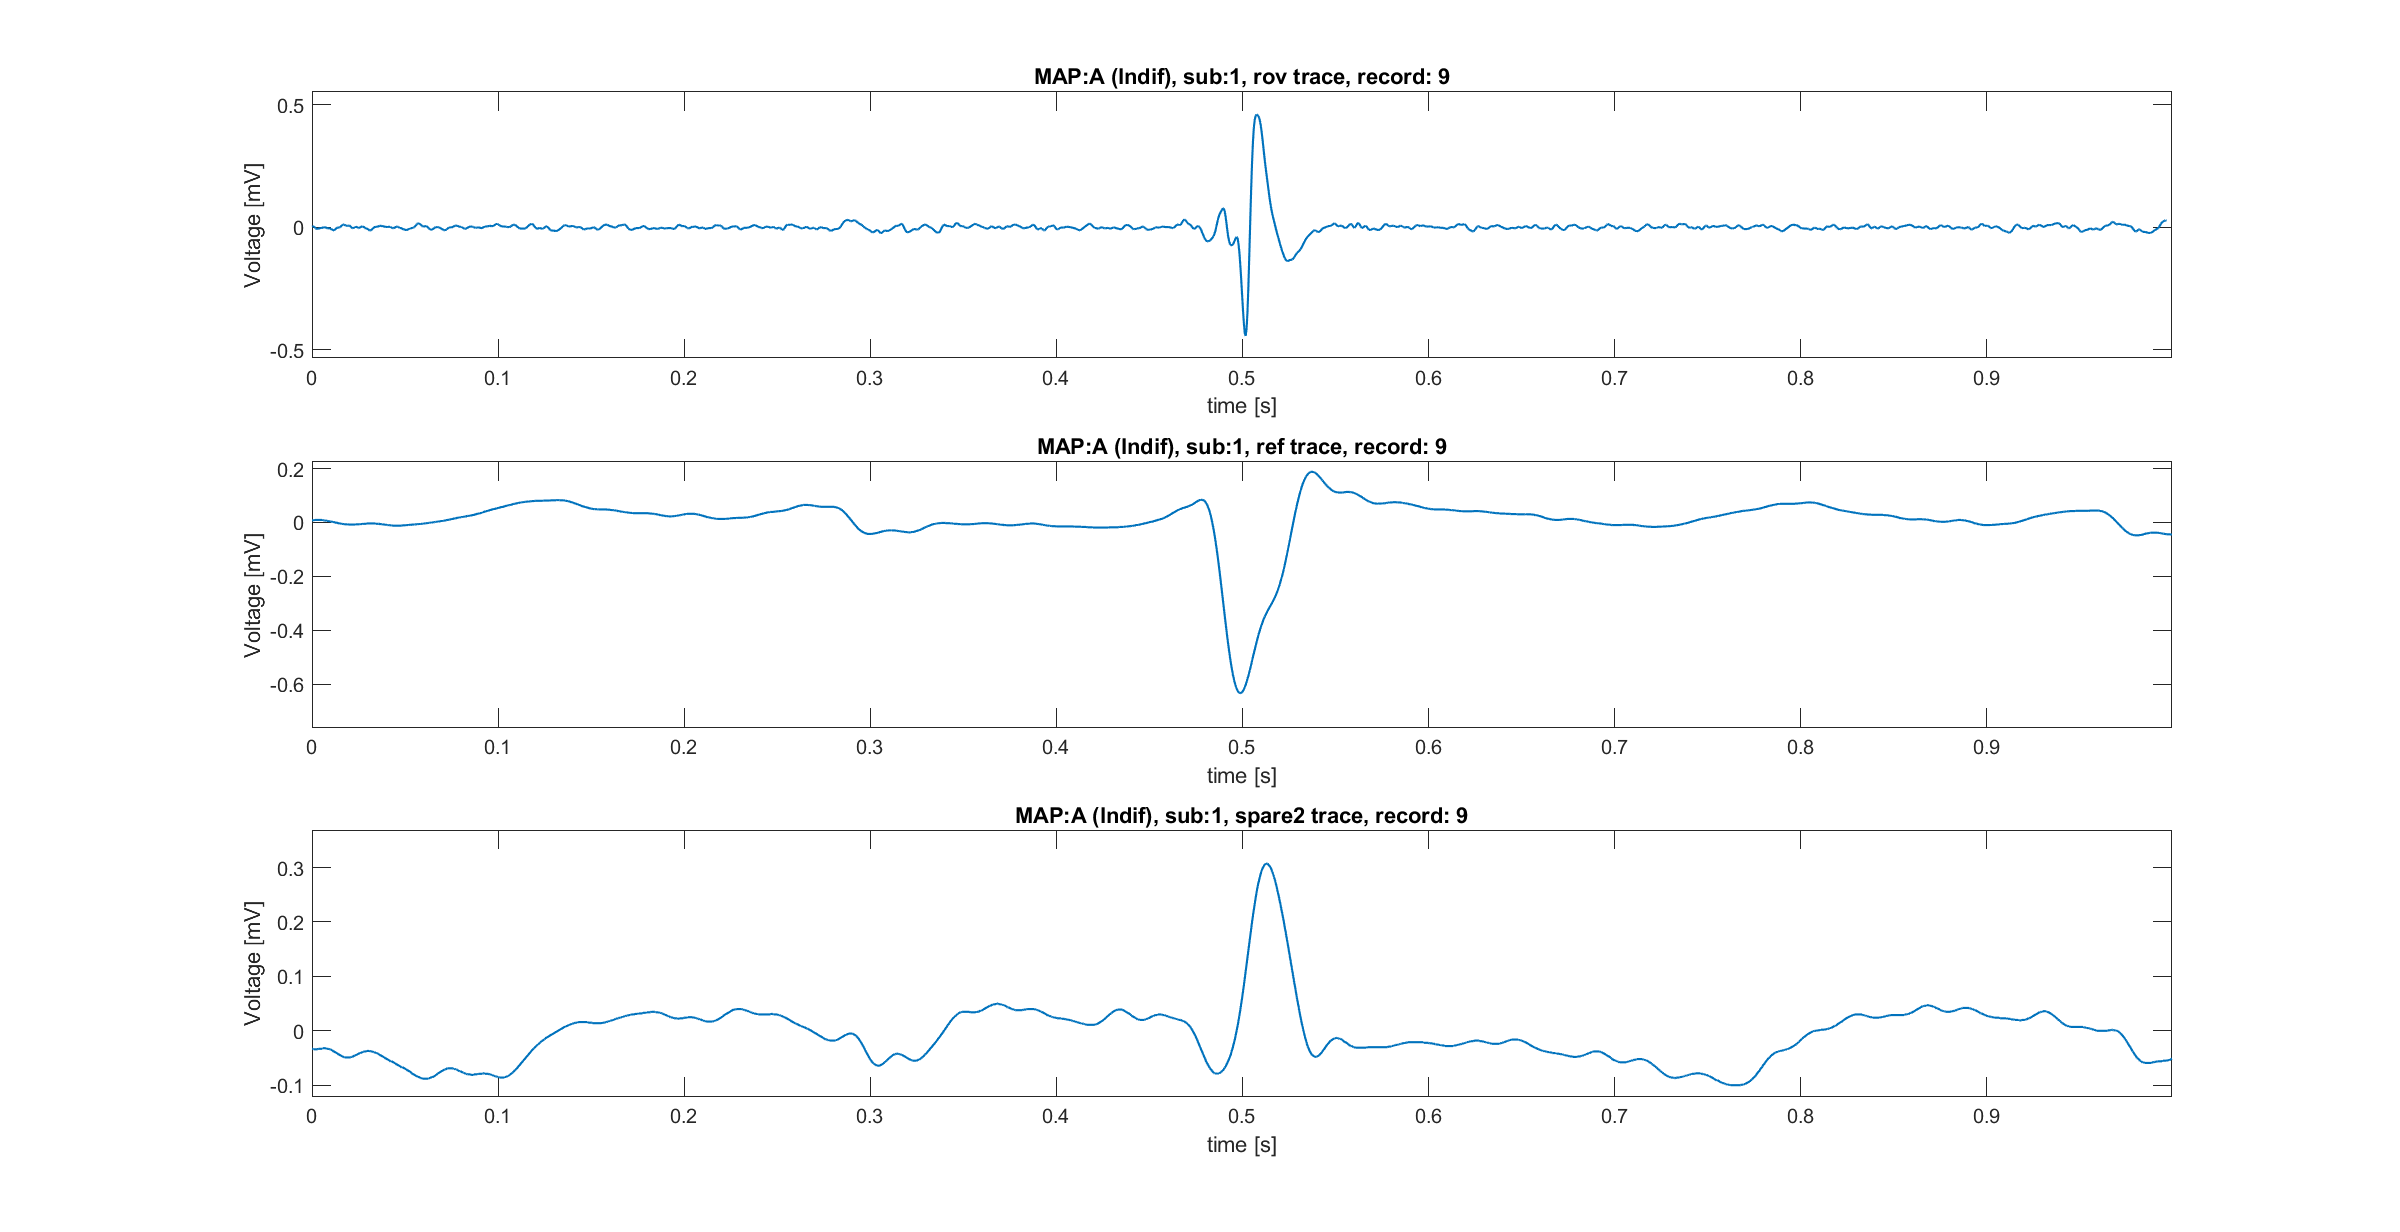 MAP:A (Indif), sub:1, rov trace, record: 9
Voltage [mV]
0.5
0
-0.5
0 0.1 0.2 0.3 0.4 0.5 0.6 0.7 0.8 0.9
time [s]
MAP:A (Indif), sub:1, ref trace, record: 9
Voltage [mV]
0.2
0
-0.2
-0.4
-0.6
0 0.1 0.2 0.3 0.4 0.5 0.6 0.7 0.8 0.9
time [s]
MAP:A (Indif), sub:1, spare2 trace, record: 9
Voltage [mV]
0.3
0.2
0.1
0
-0.1
0 0.1 0.2 0.3 0.4 0.5 0.6 0.7 0.8 0.9
time [s]